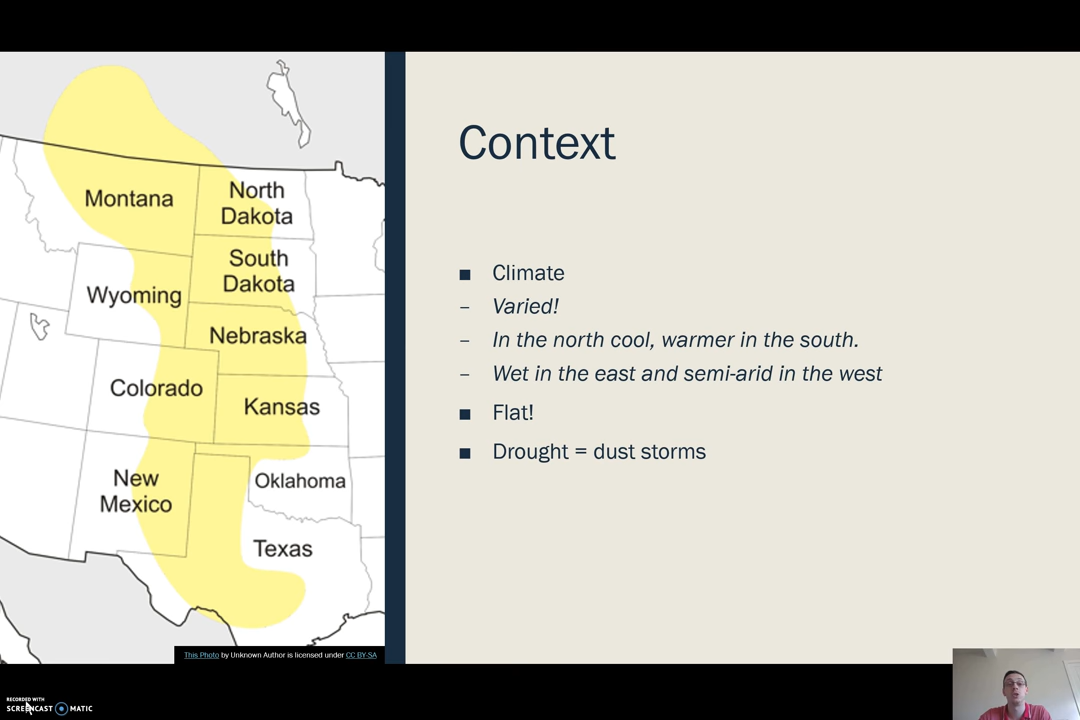 Context
Montana
North
Dakota
South
Dakota
Wyoming
Nebraska
Colorado
Kansas
New
Mexico
Oklahoma
Texas
■ Climate
– Varied!
– In the north cool, warmer in the south.
– Wet in the east and semi-arid in the west
■ Flat!
■ Drought = dust storms
This Photo by Unknown Author is licensed under CC BY-SA
RECORDED WITH
SCREENCAST MATIC